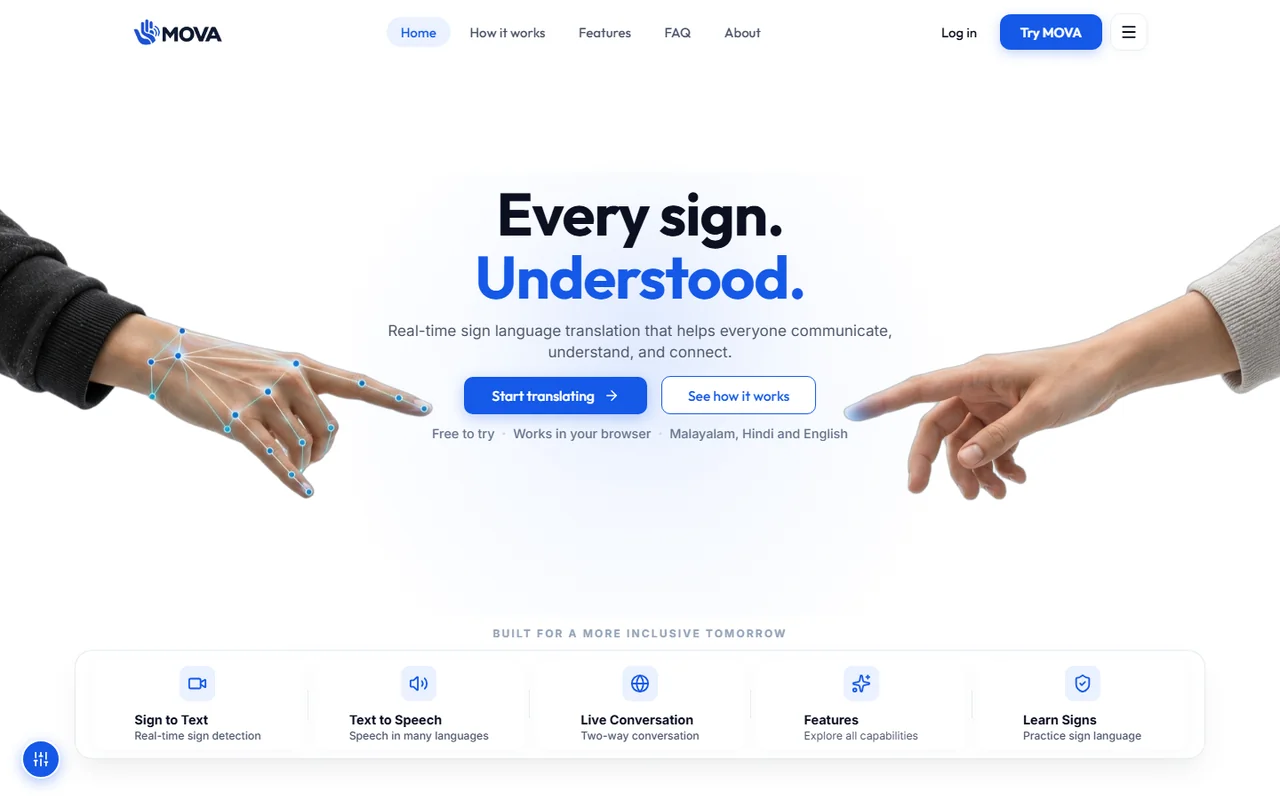 MOVA
Home
How it works
Features
FAQ
About
Log in
Try MOVA
Every sign.
Understood.
Real-time sign language translation that helps everyone communicate,
understand, and connect.
Start translating
See how it works
Free to try · Works in your browser · Malayalam, Hindi and English
BUILT FOR A MORE INCLUSIVE TOMORROW
Sign to Text
Real-time sign detection
Text to Speech
Speech in many languages
Live Conversation
Two-way conversation
Features
Explore all capabilities
Learn Signs
Practice sign language